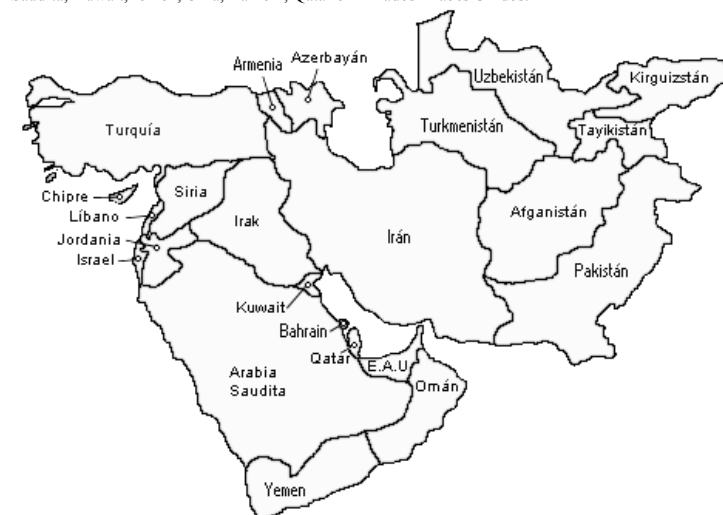 Azerbayán
Armenia
Uzbekistán
Kirguizstán
Turquía
Turkmenistán
Tayikistán
Chipre
Siria
Líbano
Irak
Irán
Afganistán
Jordania
Israel
Pakistán
Kuwait
Bahrain
Qatar
E.A.U
Arabia
Saudita
Omán
Yemen